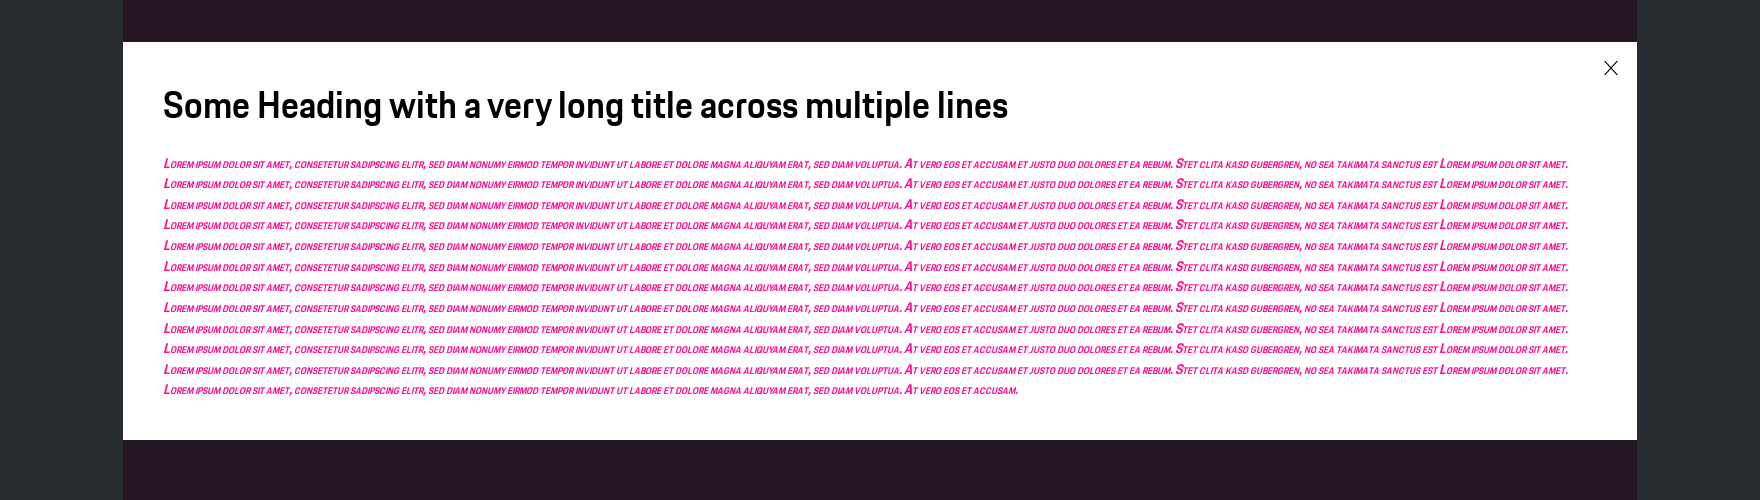 Some Heading with a very long title across multiple lines
Lorem ipsum dolor sit amet, consetetur sadipscing elitr, sed diam nonumy eirmod tempor invidunt ut labore et dolore magna aliquyam erat, sed diam voluptua. At vero eos et accusam et justo duo dolores et ea rebum. Stet clita kasd gubergren, no sea takimata sanctus est Lorem ipsum dolor sit amet.
Lorem ipsum dolor sit amet, consetetur sadipscing elitr, sed diam nonumy eirmod tempor invidunt ut labore et dolore magna aliquyam erat, sed diam voluptua. At vero eos et accusam et justo duo dolores et ea rebum. Stet clita kasd gubergren, no sea takimata sanctus est Lorem ipsum dolor sit amet.
Lorem ipsum dolor sit amet, consetetur sadipscing elitr, sed diam nonumy eirmod tempor invidunt ut labore et dolore magna aliquyam erat, sed diam voluptua. At vero eos et accusam et justo duo dolores et ea rebum. Stet clita kasd gubergren, no sea takimata sanctus est Lorem ipsum dolor sit amet.
Lorem ipsum dolor sit amet, consetetur sadipscing elitr, sed diam nonumy eirmod tempor invidunt ut labore et dolore magna aliquyam erat, sed diam voluptua. At vero eos et accusam et justo duo dolores et ea rebum. Stet clita kasd gubergren, no sea takimata sanctus est Lorem ipsum dolor sit amet.
Lorem ipsum dolor sit amet, consetetur sadipscing elitr, sed diam nonumy eirmod tempor invidunt ut labore et dolore magna aliquyam erat, sed diam voluptua. At vero eos et accusam et justo duo dolores et ea rebum. Stet clita kasd gubergren, no sea takimata sanctus est Lorem ipsum dolor sit amet.
Lorem ipsum dolor sit amet, consetetur sadipscing elitr, sed diam nonumy eirmod tempor invidunt ut labore et dolore magna aliquyam erat, sed diam voluptua. At vero eos et accusam et justo duo dolores et ea rebum. Stet clita kasd gubergren, no sea takimata sanctus est Lorem ipsum dolor sit amet.
Lorem ipsum dolor sit amet, consetetur sadipscing elitr, sed diam nonumy eirmod tempor invidunt ut labore et dolore magna aliquyam erat, sed diam voluptua. At vero eos et accusam et justo duo dolores et ea rebum. Stet clita kasd gubergren, no sea takimata sanctus est Lorem ipsum dolor sit amet.
Lorem ipsum dolor sit amet, consetetur sadipscing elitr, sed diam nonumy eirmod tempor invidunt ut labore et dolore magna aliquyam erat, sed diam voluptua. At vero eos et accusam et justo duo dolores et ea rebum. Stet clita kasd gubergren, no sea takimata sanctus est Lorem ipsum dolor sit amet.
Lorem ipsum dolor sit amet, consetetur sadipscing elitr, sed diam nonumy eirmod tempor invidunt ut labore et dolore magna aliquyam erat, sed diam voluptua. At vero eos et accusam et justo duo dolores et ea rebum. Stet clita kasd gubergren, no sea takimata sanctus est Lorem ipsum dolor sit amet.
Lorem ipsum dolor sit amet, consetetur sadipscing elitr, sed diam nonumy eirmod tempor invidunt ut labore et dolore magna aliquyam erat, sed diam voluptua. At vero eos et accusam et justo duo dolores et ea rebum. Stet clita kasd gubergren, no sea takimata sanctus est Lorem ipsum dolor sit amet.
Lorem ipsum dolor sit amet, consetetur sadipscing elitr, sed diam nonumy eirmod tempor invidunt ut labore et dolore magna aliquyam erat, sed diam voluptua. At vero eos et accusam et justo duo dolores et ea rebum. Stet clita kasd gubergren, no sea takimata sanctus est Lorem ipsum dolor sit amet.
Lorem ipsum dolor sit amet, consetetur sadipscing elitr, sed diam nonumy eirmod tempor invidunt ut labore et dolore magna aliquyam erat, sed diam voluptua. At vero eos et accusam.